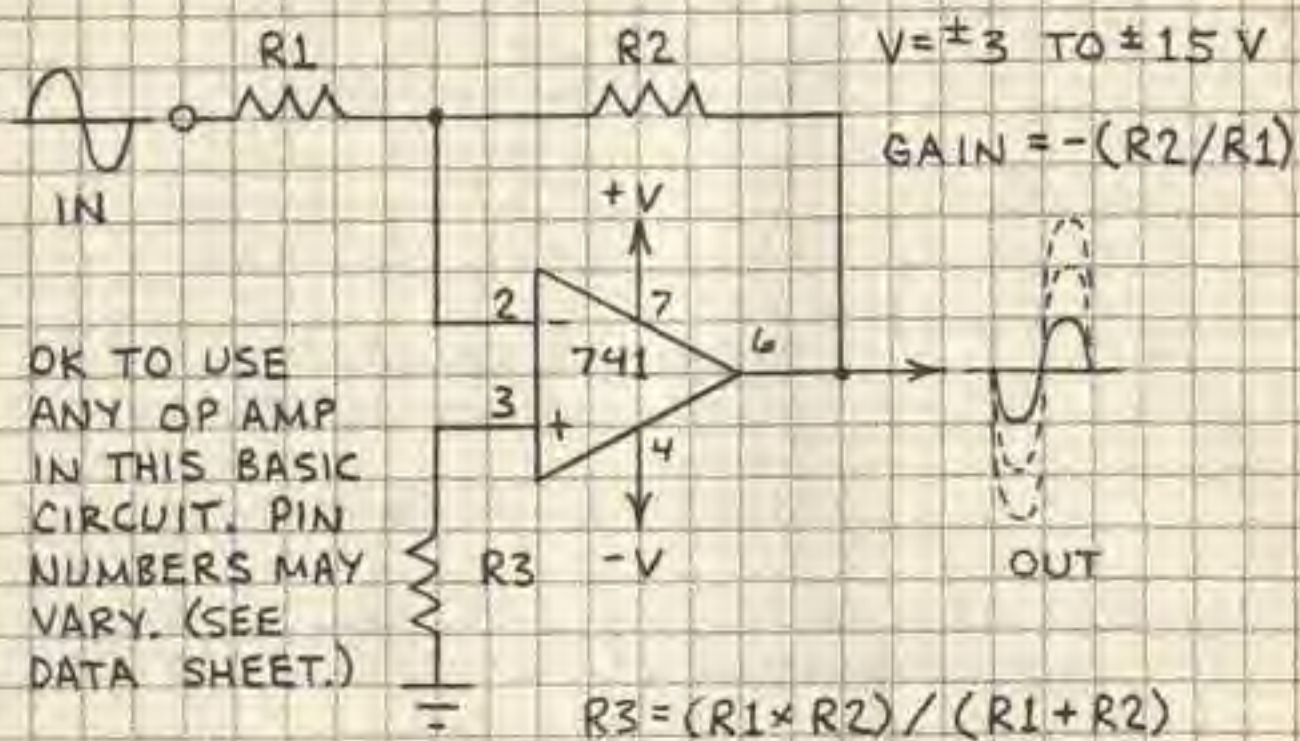 R1
R2
V=±3 TO ±15 V
GAIN = -(R2/R1)
IN
+V
2
-
7
741
6
3
+
4
OK TO USE
ANY OP AMP
IN THIS BASIC
CIRCUIT. PIN
NUMBERS MAY
VARY. (SEE
DATA SHEET.)
R3
-V
OUT
R3 = (R1 × R2) / (R1 + R2)